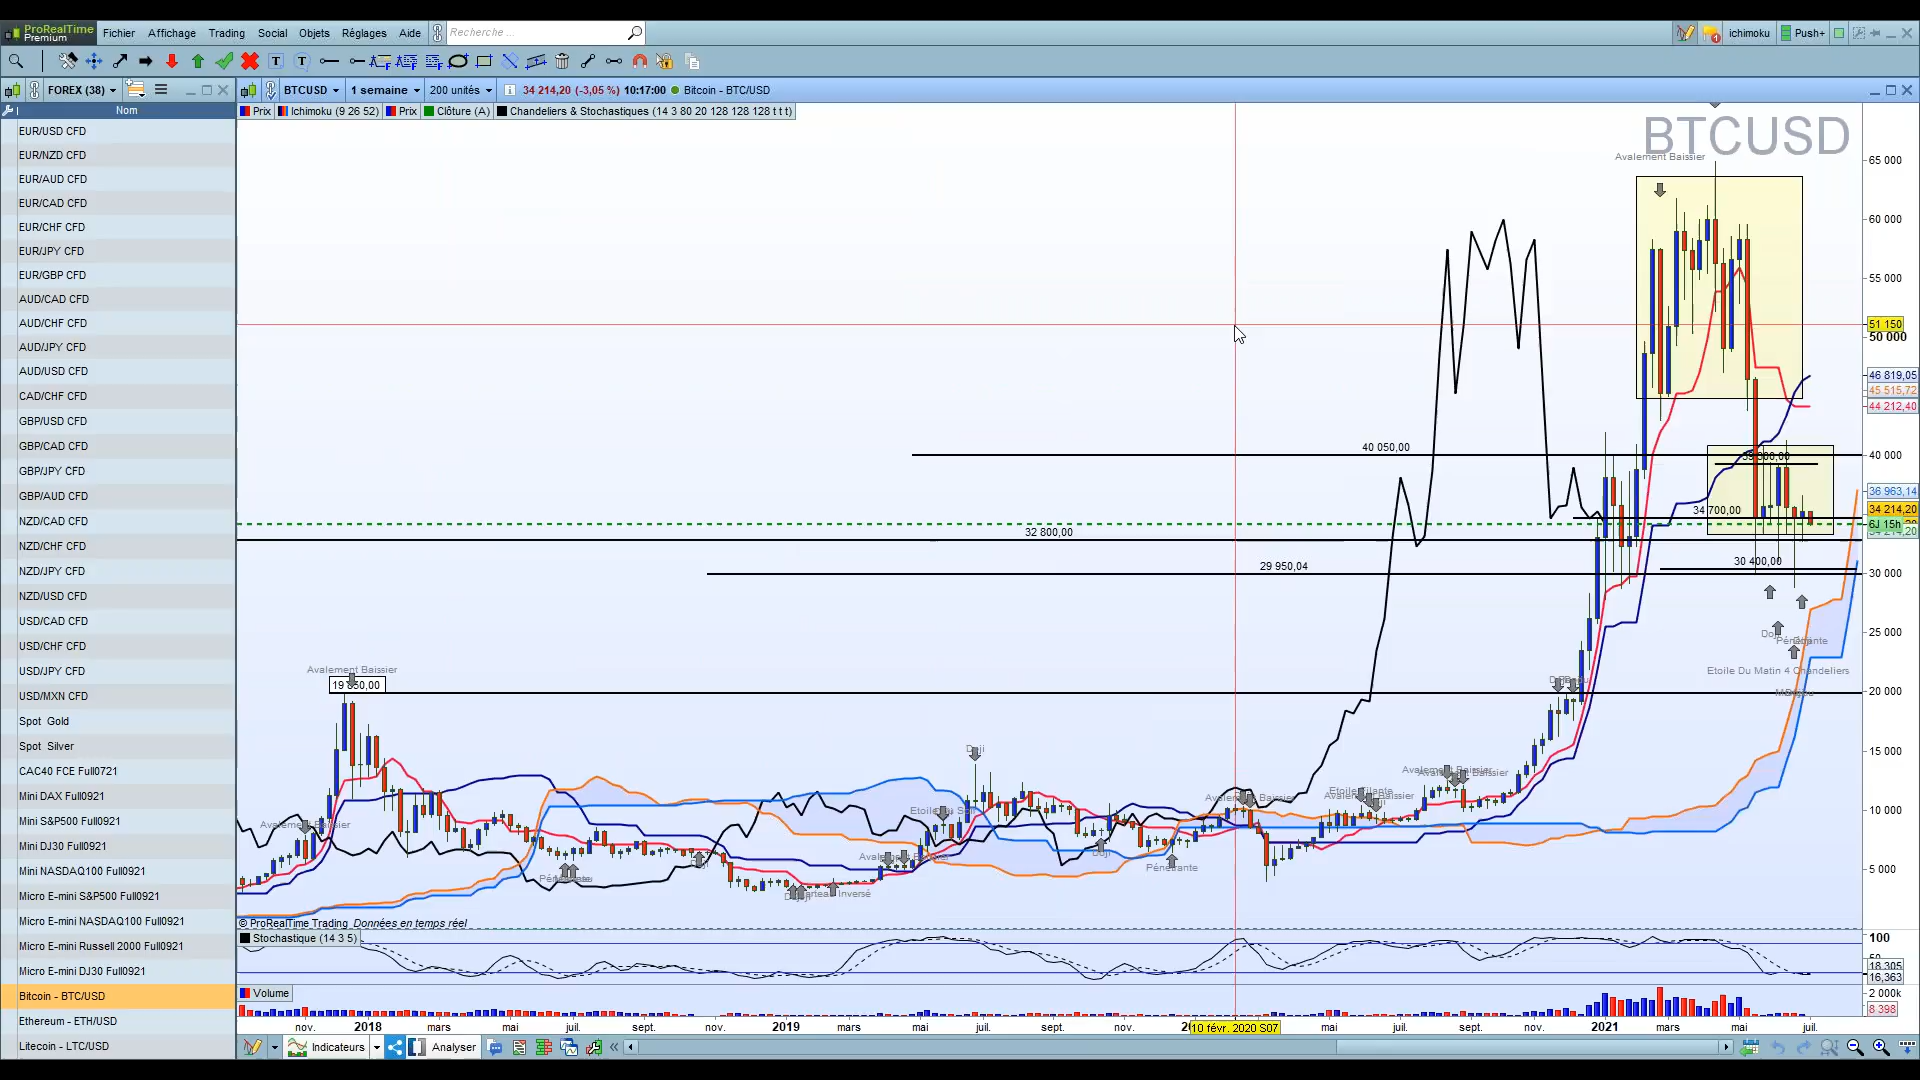 ProRealTime
Premium
Fichier Affichage Trading Social Objets Réglages Aide
Recherche ...
ichimoku Push+
FOREX (38)
BTCUSD 1 semaine 200 unités 34 214,20 (-3,05 %) 10:17:00 Bitcoin - BTC/USD
Nom
Prix Ichimoku (9 26 52) Prix Clôture (A) Chandeliers & Stochastiques (14 3 80 20 128 128 128 t t t)
EUR/USD CFD
EUR/NZD CFD
EUR/AUD CFD
EUR/CAD CFD
EUR/CHF CFD
EUR/JPY CFD
EUR/GBP CFD
AUD/CAD CFD
AUD/CHF CFD
AUD/JPY CFD
AUD/USD CFD
CAD/CHF CFD
GBP/USD CFD
GBP/CAD CFD
GBP/JPY CFD
GBP/AUD CFD
NZD/CAD CFD
NZD/CHF CFD
NZD/JPY CFD
NZD/USD CFD
USD/CAD CFD
USD/CHF CFD
USD/JPY CFD
USD/MXN CFD
Spot Gold
Spot Silver
CAC40 FCE Full0721
Mini DAX Full0921
Mini S&P500 Full0921
Mini DJ30 Full0921
Mini NASDAQ100 Full0921
Micro E-mini S&P500 Full0921
Micro E-mini NASDAQ100 Full0921
Micro E-mini Russell 2000 Full0921
Micro E-mini DJ30 Full0921
Bitcoin - BTC/USD
Ethereum - ETH/USD
Litecoin - LTC/USD
BTCUSD
Avalement Baissier
65 000
60 000
55 000
51 150
50 000
46 819,05
45 515,72
44 212,40
40 050,00
40 000
36 963,14
34 700,00
34 214,20
6J 15h
32 800,00
30 400,00
29 950,04
30 000
25 000
Pénétrante
Etoile Du Matin 4 Chandeliers
Avalement Baissier
20 000
15 000
Doji
Avalement Baissier
10 000
Pénétrante
Doji
5 000
© ProRealTime Trading Données en temps réel
Stochastique (14 3 5)
100
18,305
16,363
Volume
2 000k
8 398
nov. 2018 mars mai juil. sept. nov. 2019 mars mai juil. sept. nov. 10 févr. 2020 S07 mai juil. sept. nov. 2021 mars mai juil.
Indicateurs Analyser